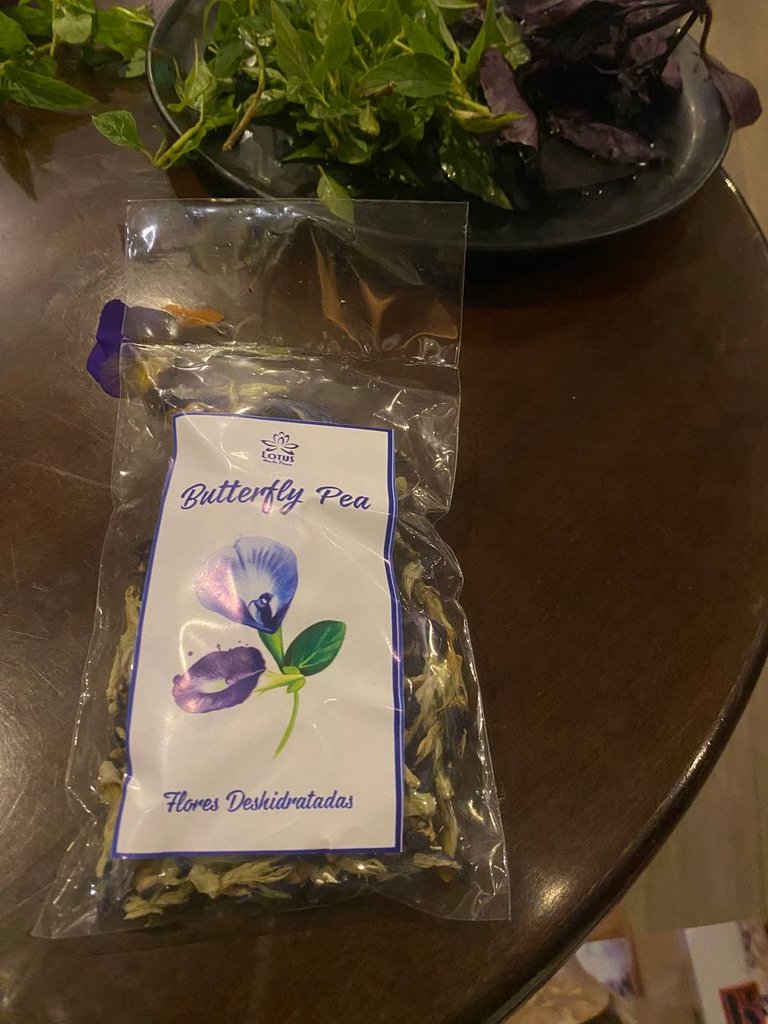 LOTUS
Butterfly Pea
Flores Deshidratadas